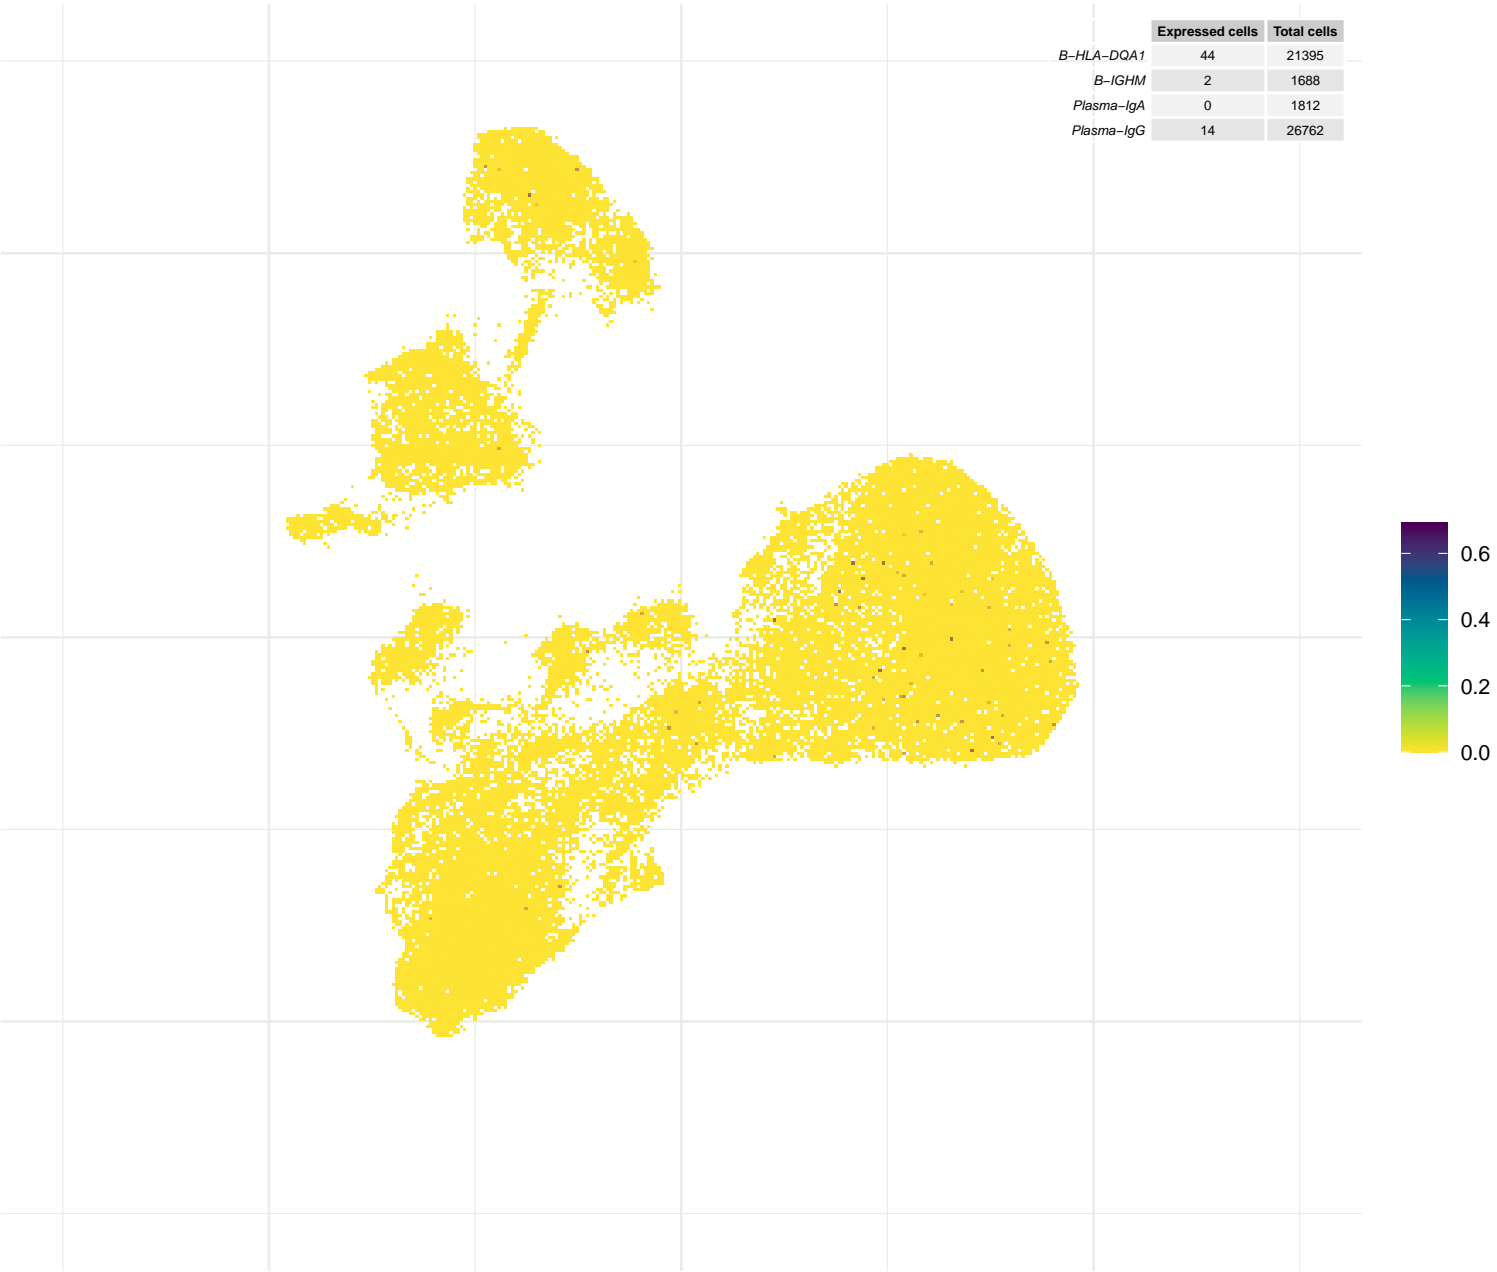 Expressed cells Total cells
B−HLA−DQA1 44 21395
B−IGHM 2 1688
Plasma−IgA 0 1812
Plasma−IgG 14 26762
0.6
0.4
0.2
0.0